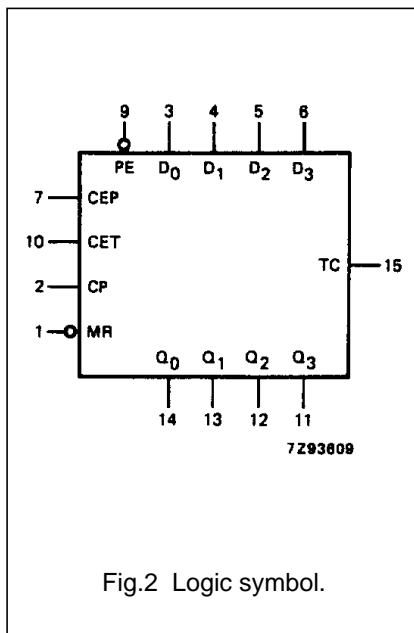 9 3 4 5 6
PE D0 D1 D2 D3
7 CEP
10 CET
TC 15
2 CP
1 MR
Q0 Q1 Q2 Q3
14 13 12 11
7Z93609
Fig.2 Logic symbol.